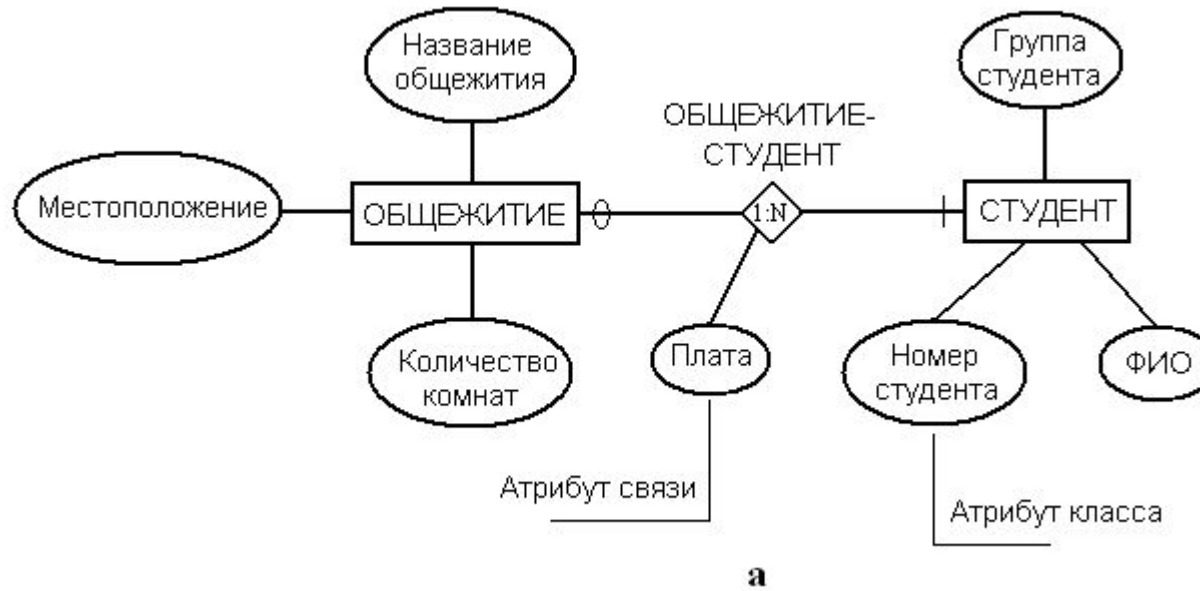 Название
общежития
Группа
студента
ОБЩЕЖИТИЕ-
СТУДЕНТ
Местоположение
ОБЩЕЖИТИЕ
1:N
СТУДЕНТ
Количество
комнат
Плата
Номер
студента
ФИО
Атрибут связи
Атрибут класса
а